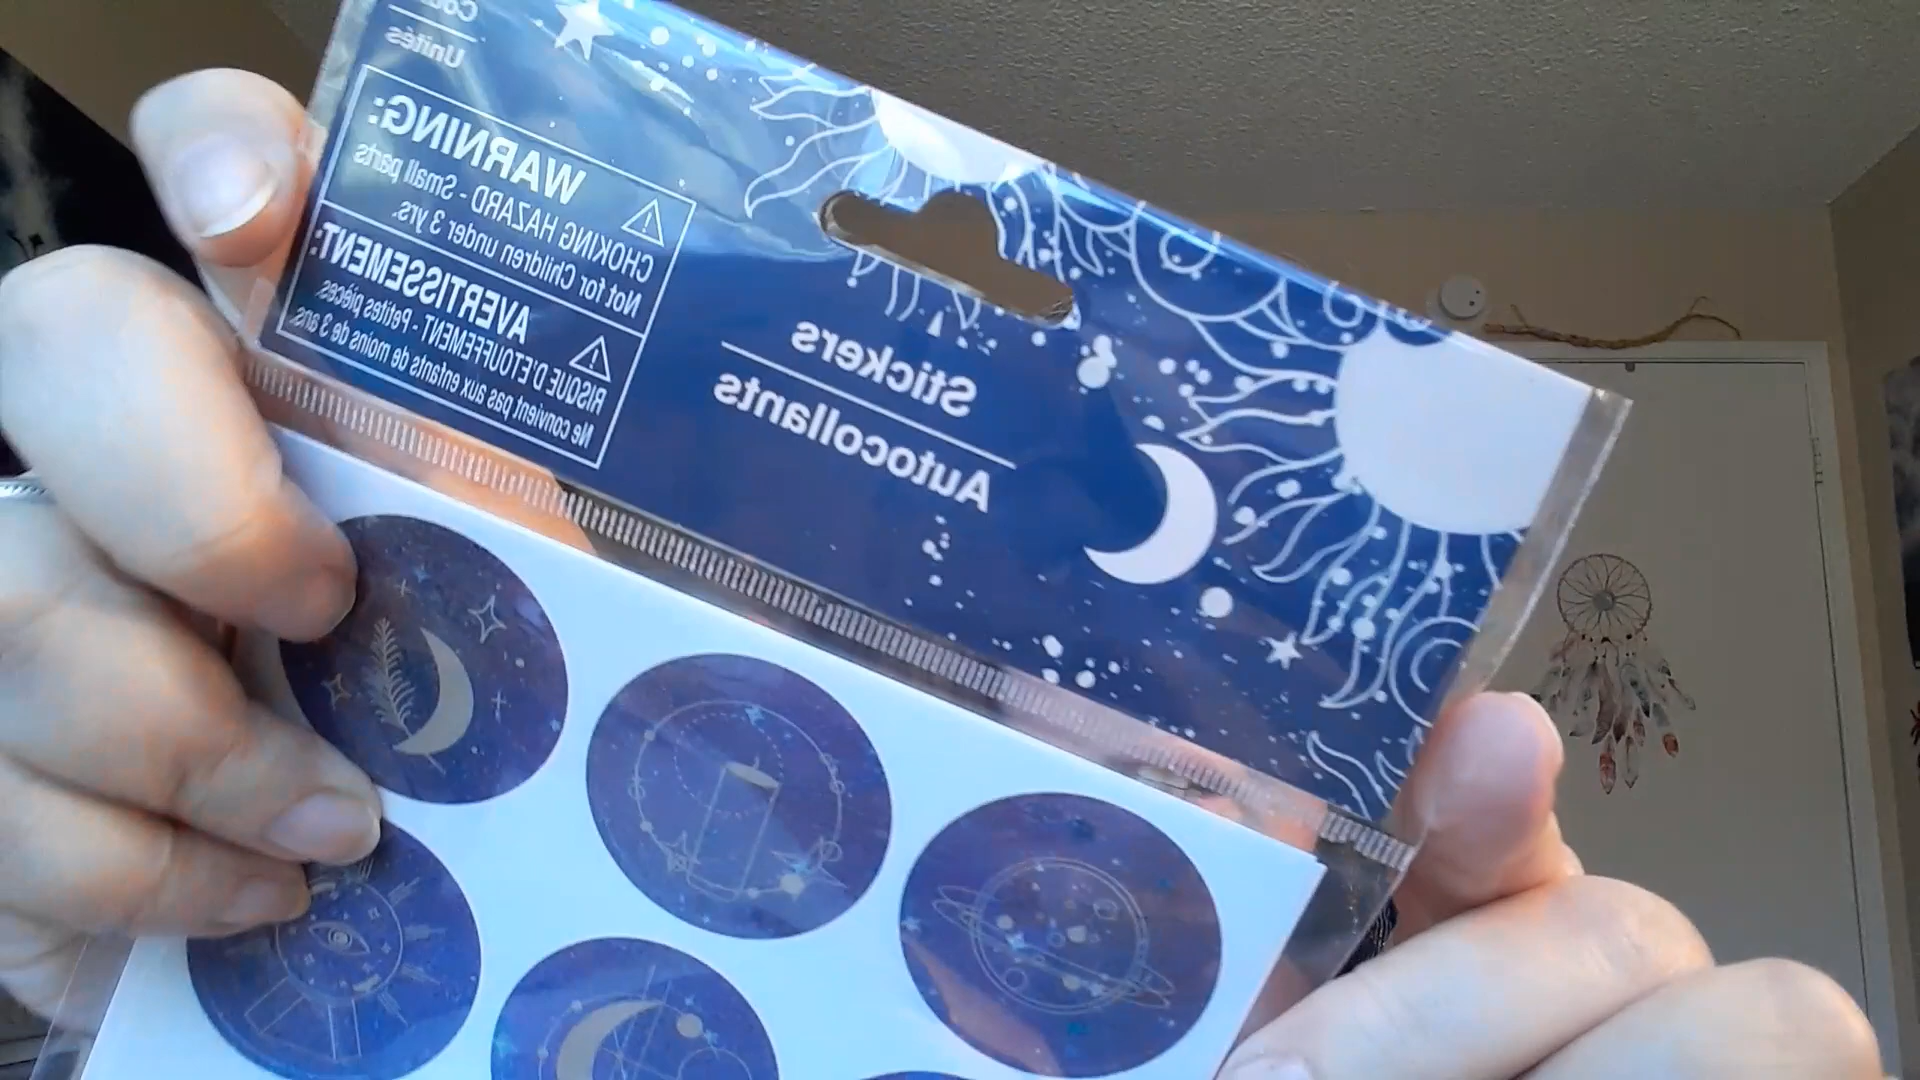 Unités
WARNING:
CHOKING HAZARD - Small parts
Not for Children under 3 yrs.
AVERTISSEMENT:
RISQUE D'ETOUFFEMENT - Petites pièces.
Ne convient pas aux enfants de moins de 3 ans.
Stickers
Autocollants